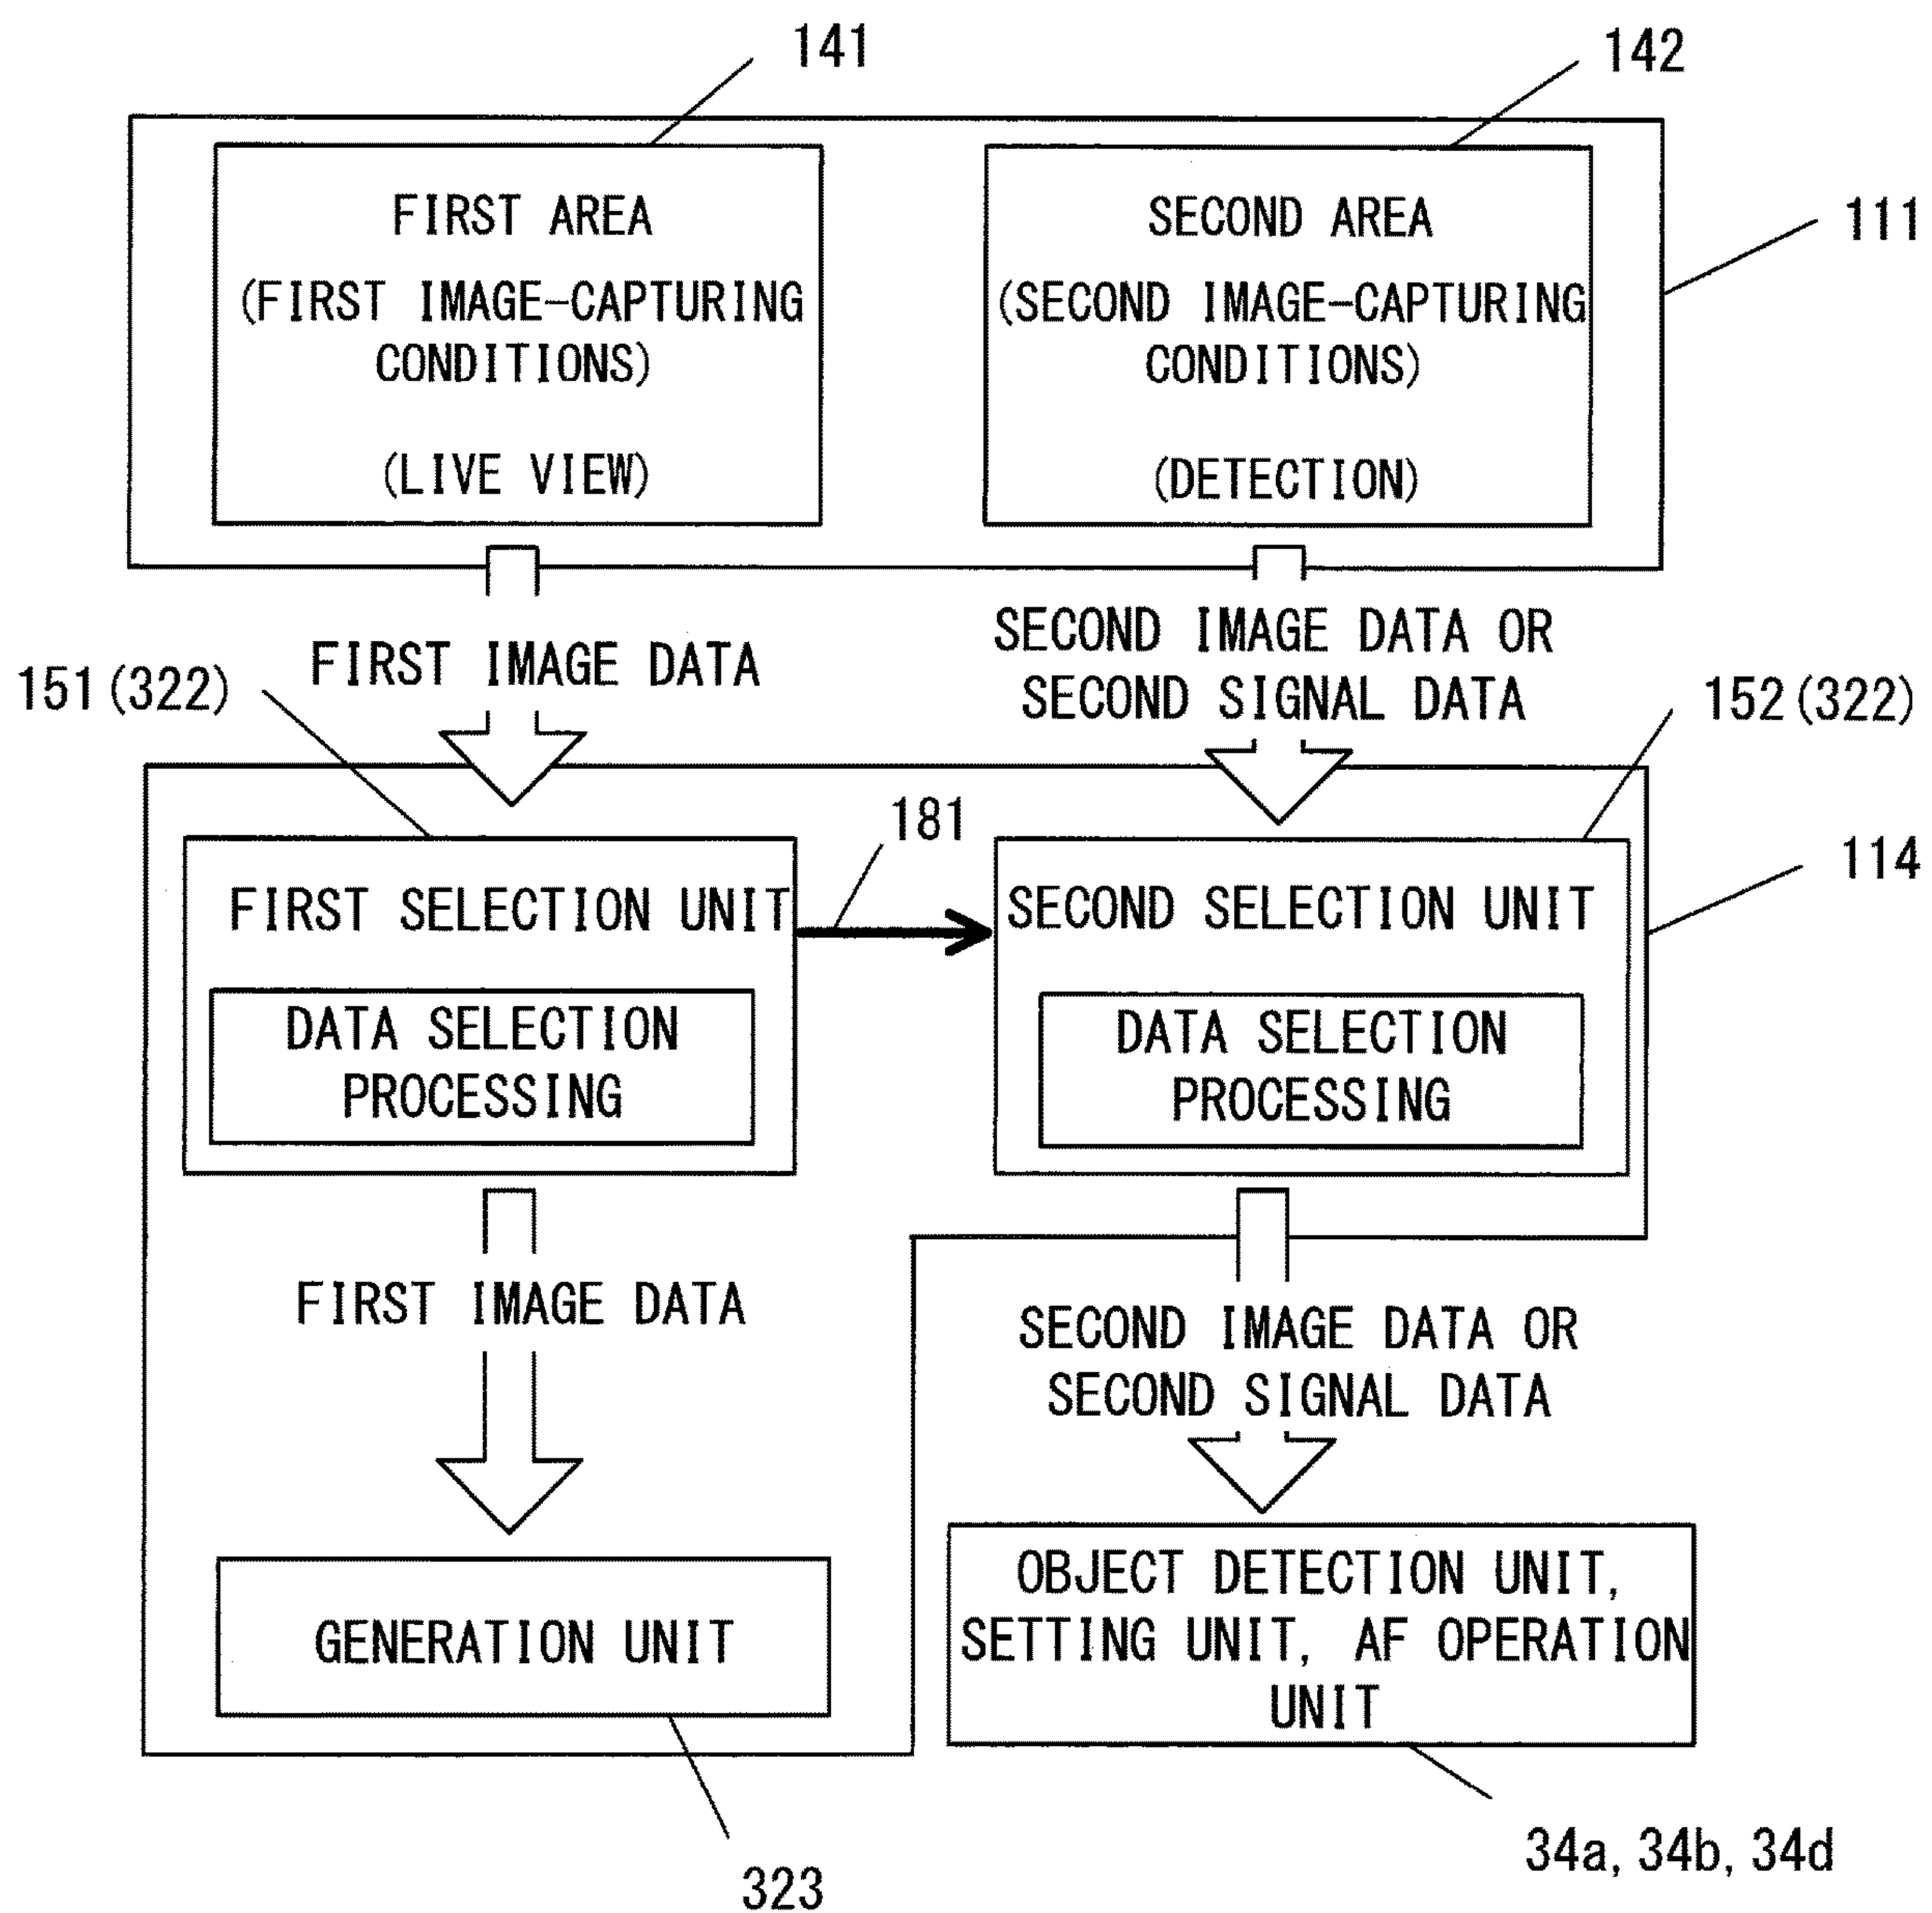 141
142
FIRST AREA
(FIRST IMAGE-CAPTURING
CONDITIONS)
(LIVE VIEW)
SECOND AREA
(SECOND IMAGE-CAPTURING
CONDITIONS)
(DETECTION)
111
FIRST IMAGE DATA
SECOND IMAGE DATA OR
SECOND SIGNAL DATA
151(322)
152(322)
181
114
FIRST SELECTION UNIT
DATA SELECTION
PROCESSING
SECOND SELECTION UNIT
DATA SELECTION
PROCESSING
FIRST IMAGE DATA
SECOND IMAGE DATA OR
SECOND SIGNAL DATA
GENERATION UNIT
OBJECT DETECTION UNIT,
SETTING UNIT, AF OPERATION
UNIT
323
34a, 34b, 34d